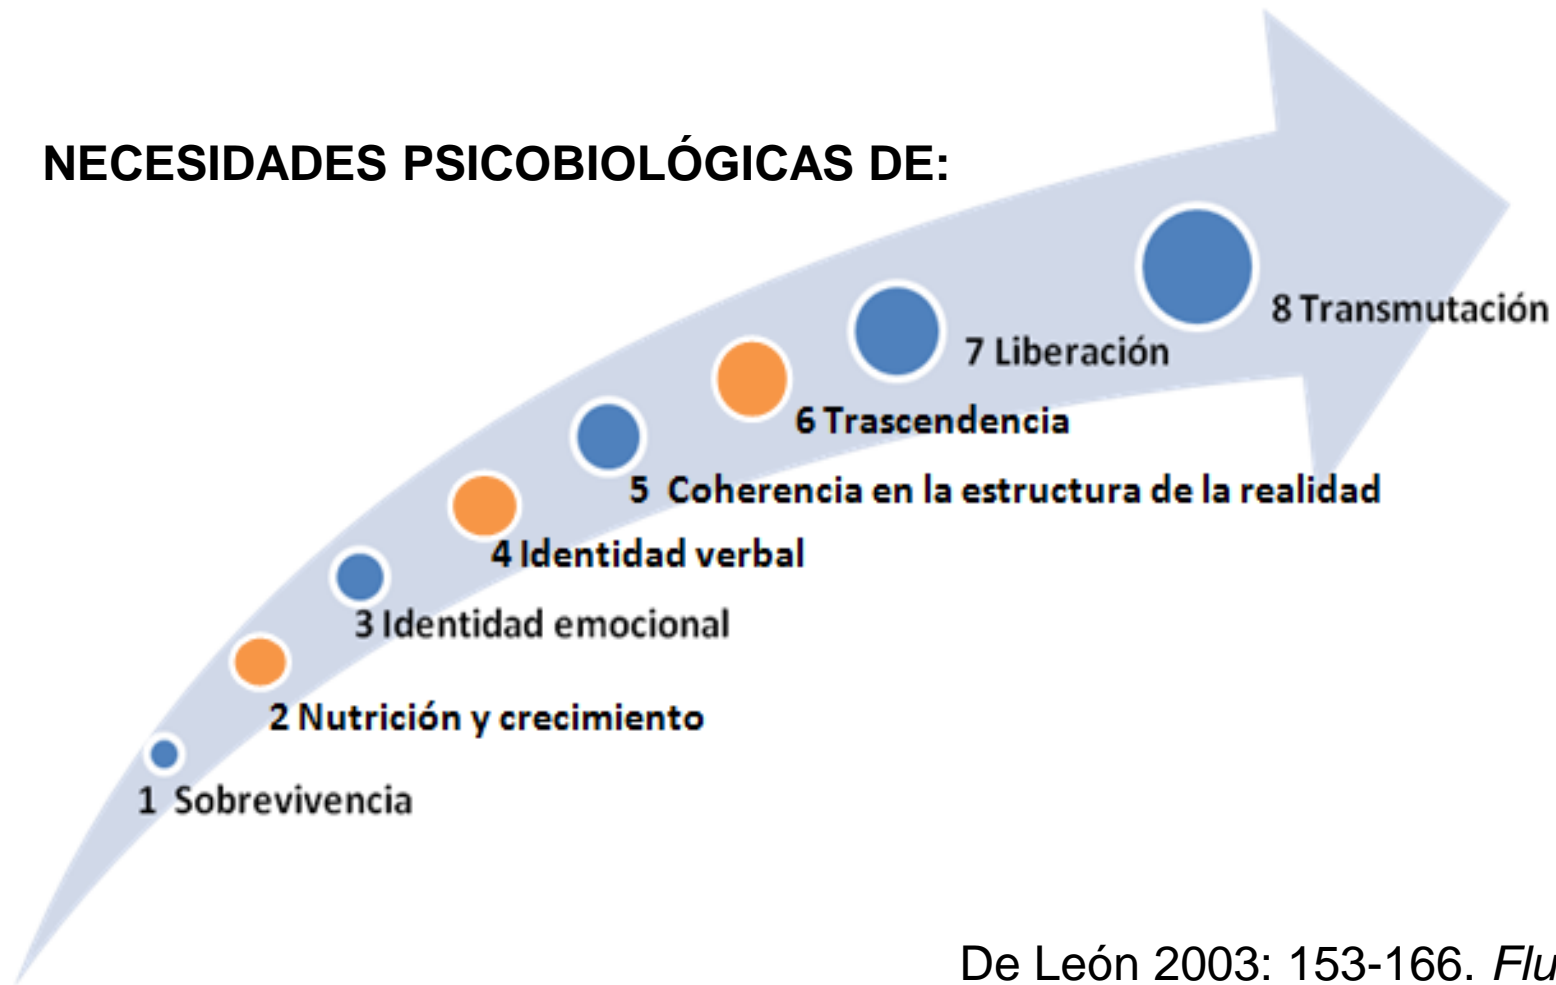 NECESIDADES PSICOBIOLÓGICAS DE:
8 Transmutación
7 Liberación
6 Trascendencia
5 Coherencia en la estructura de la realidad
4 Identidad verbal
3 Identidad emocional
2 Nutrición y crecimiento
1 Sobrevivencia
De León 2003: 153-166.